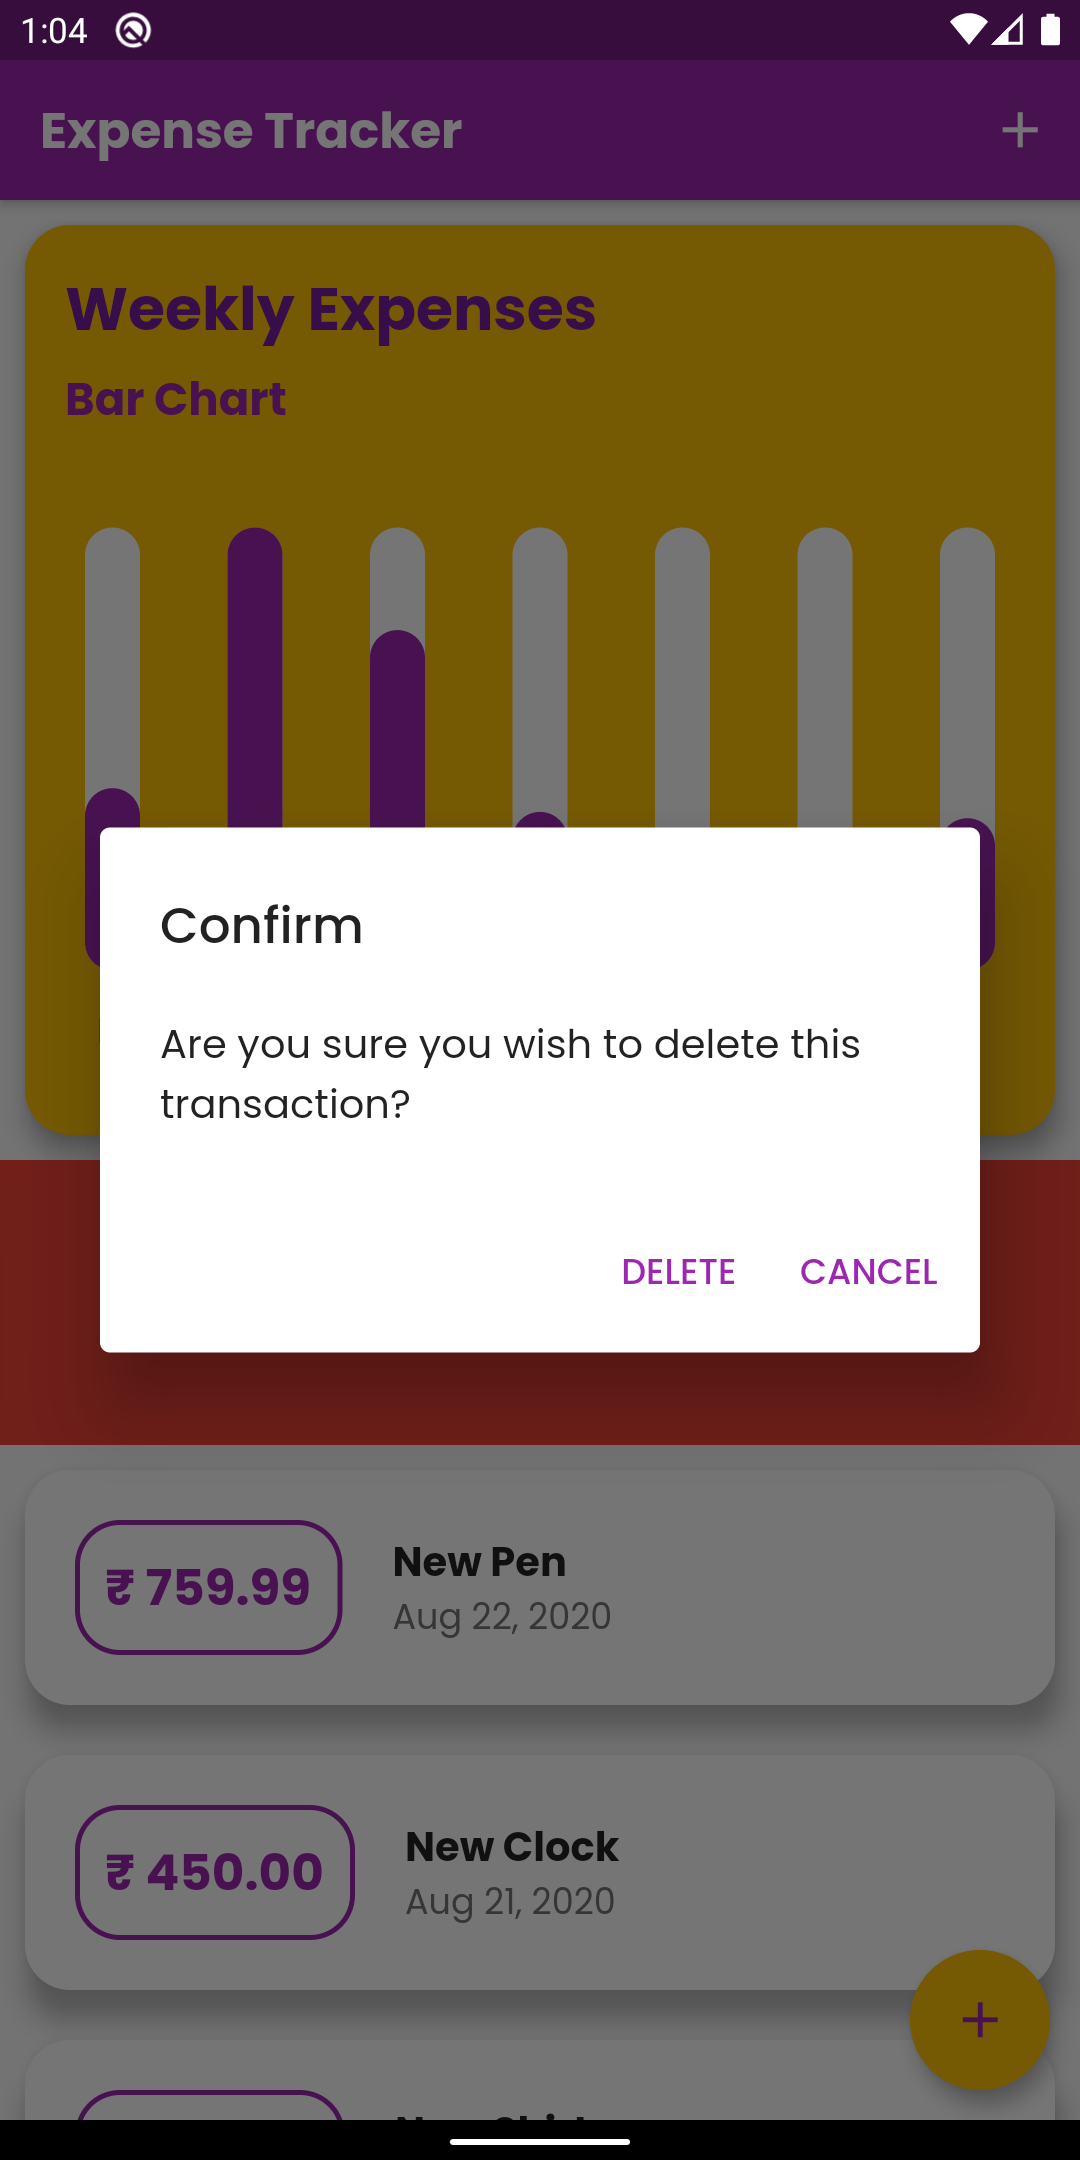 1:04
Expense Tracker
Weekly Expenses
Bar Chart
Confirm
Are you sure you wish to delete this
transaction?
DELETE CANCEL
₹ 759.99
New Pen
Aug 22, 2020
₹ 450.00
New Clock
Aug 21, 2020